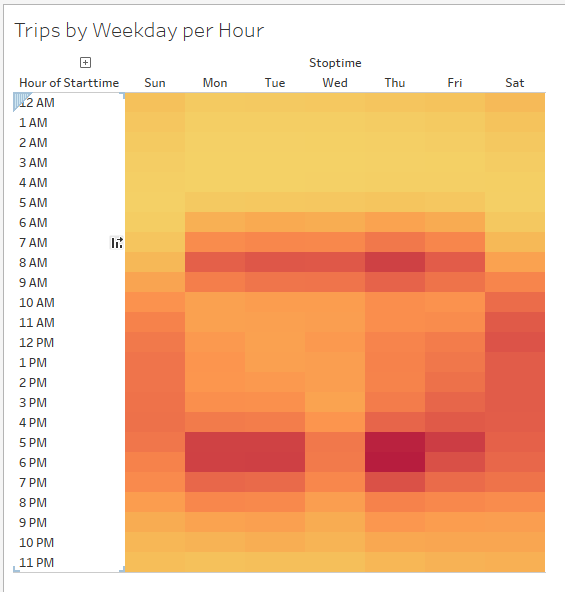 Trips by Weekday per Hour
Stoptime
Hour of Starttime Sun Mon Tue Wed Thu Fri Sat
12 AM
1 AM
2 AM
3 AM
4 AM
5 AM
6 AM
7 AM
8 AM
9 AM
10 AM
11 AM
12 PM
1 PM
2 PM
3 PM
4 PM
5 PM
6 PM
7 PM
8 PM
9 PM
10 PM
11 PM